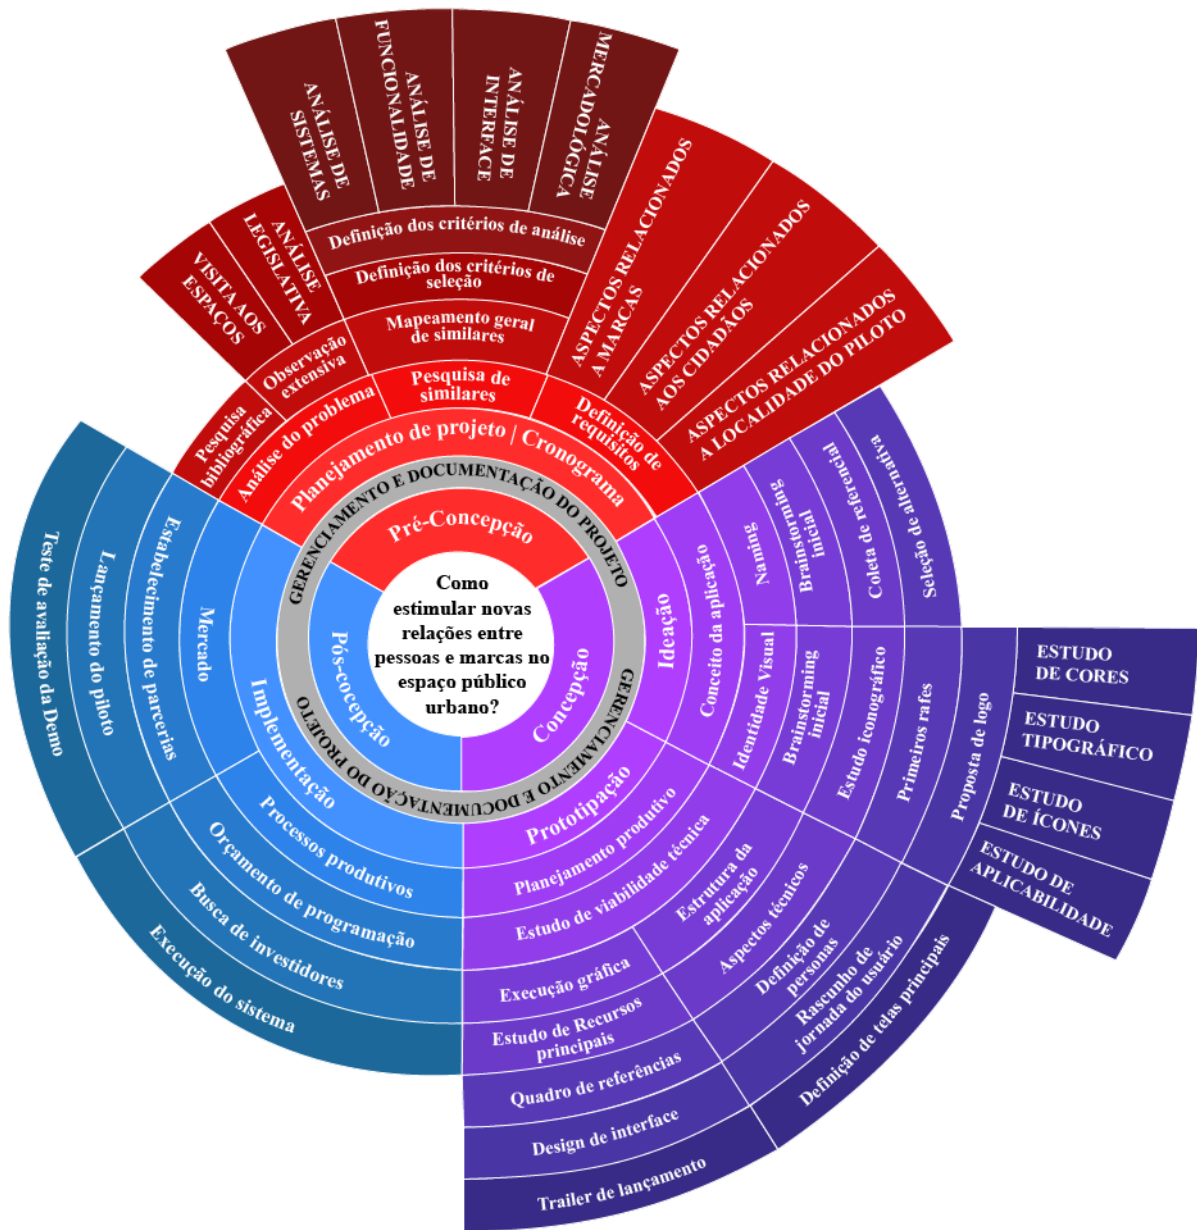 Como
estimular novas
relações entre
pessoas e marcas no
espaço público
urbano?
Pré-Concepção
Concepção
Pós-cocepção
GERENCIAMENTO E DOCUMENTAÇÃO DO PROJETO
GERENCIAMENTO E DOCUMENTAÇÃO DO PROJETO
Planejamento de projeto | Cronograma
Análise do problema
Pesquisa
bibliográfica
Observação
extensiva
VISITA AOS
ESPAÇOS
ANÁLISE
LEGISLATIVA
Pesquisa de
similares
Mapeamento geral
de similares
Definição dos critérios de
seleção
Definição dos critérios de análise
ANÁLISE DE
SISTEMAS
ANÁLISE DE
FUNCIONALIDADE
ANÁLISE DE
INTERFACE
ANÁLISE
MERCADOLÓGICA
Definição de
requisitos
ASPECTOS RELACIONADOS
A MARCAS
ASPECTOS RELACIONADOS
AOS CIDADÃOS
ASPECTOS RELACIONADOS
A LOCALIDADE DO PILOTO
Ideação
Conceito da aplicação
Naming
Brainstorming
inicial
Coleta de referencial
Seleção de alternativa
Identidade Visual
Brainstorming
inicial
Estudo iconográfico
Primeiros rafes
Proposta de logo
ESTUDO
DE CORES
ESTUDO
TIPOGRÁFICO
ESTUDO
DE ÍCONES
ESTUDO DE
APLICABILIDADE
Prototipação
Planejamento produtivo
Estudo de viabilidade técnica
Estrutura da
aplicação
Aspectos técnicos
Definição de
personas
Rascunho de
jornada do usuário
Definição de telas principais
Execução gráfica
Estudo de Recursos
principais
Quadro de referências
Design de interface
Trailer de lançamento
Implementação
Mercado
Estabelecimento de parcerias
Lançamento do piloto
Teste de avaliação da Demo
Processos produtivos
Orçamento de programação
Busca de investidores
Execução do sistema